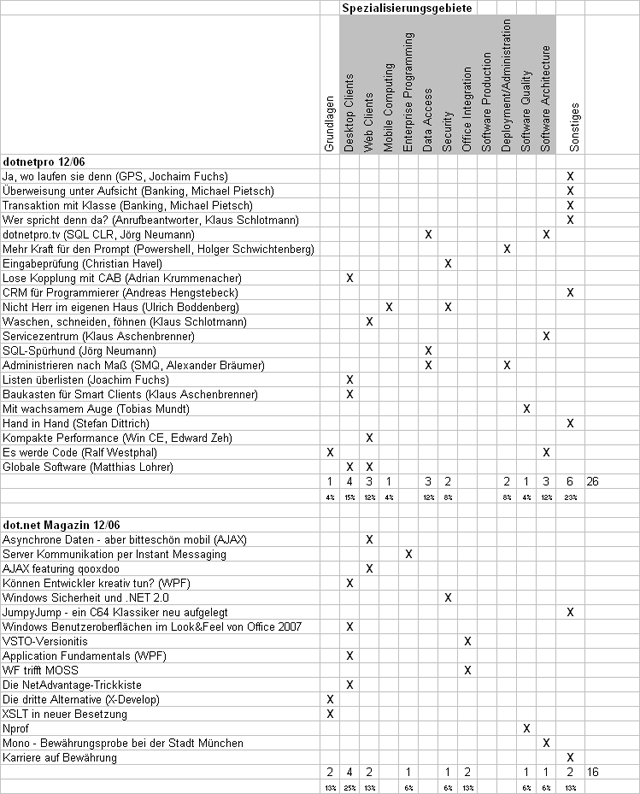 Spezialisierungsgebiete
Grundlagen Desktop Clients Web Clients Mobile Computing Enterprise Programming Data Access Security Office Integration Software Production Deployment/Administration Software Quality Software Architecture Sonstiges
dotnetpro 12/06
Ja, wo laufen sie denn (GPS, Jochaim Fuchs) X
Überweisung unter Aufsicht (Banking, Michael Pietsch) X
Transaktion mit Klasse (Banking, Michael Pietsch) X
Wer spricht denn da? (Anrufbeantworter, Klaus Schlotmann) X
dotnetpro.tv (SQL CLR, Jörg Neumann) X X
Mehr Kraft für den Prompt (Powershell, Holger Schwichtenberg) X
Eingabeprüfung (Christian Havel) X
Lose Kopplung mit CAB (Adrian Krummenacher) X
CRM für Programmierer (Andreas Hengstebeck) X
Nicht Herr im eigenen Haus (Ulrich Boddenberg) X X
Waschen, schneiden, föhnen (Klaus Schlotmann) X
Servicezentrum (Klaus Aschenbrenner) X
SQL-Spürhund (Jörg Neumann) X
Administrieren nach Maß (SMQ, Alexander Bräumer) X X
Listen überlisten (Joachim Fuchs) X
Baukasten für Smart Clients (Klaus Aschenbrenner) X
Mit wachsamem Auge (Tobias Mundt) X
Hand in Hand (Stefan Dittrich) X
Kompakte Performance (Win CE, Edward Zeh) X
Es werde Code (Ralf Westphal) X X
Globale Software (Matthias Lohrer) X X
1 4 3 1 3 2 2 1 3 6 26
4% 15% 12% 4% 12% 8% 8% 4% 12% 23%
dot.net Magazin 12/06
Asynchrone Daten - aber bitteschön mobil (AJAX) X
Server Kommunikation per Instant Messaging X
AJAX featuring qooxdoo X
Können Entwickler kreativ tun? (WPF) X
Windows Sicherheit und .NET 2.0 X
JumpyJump - ein C64 Klassiker neu aufgelegt X
Windows Benutzeroberflächen im Look&Feel von Office 2007 X
VSTO-Versionitis X
Application Fundamentals (WPF) X
WF trifft MOSS X
Die NetAdvantage-Trickkiste X
Die dritte Alternative (X-Develop) X
XSLT in neuer Besetzung X
Nprof X
Mono - Bewährungsprobe bei der Stadt München X
Karriere auf Bewährung X
2 4 2 1 1 2 1 1 2 16
13% 25% 13% 6% 6% 13% 6% 6% 13%